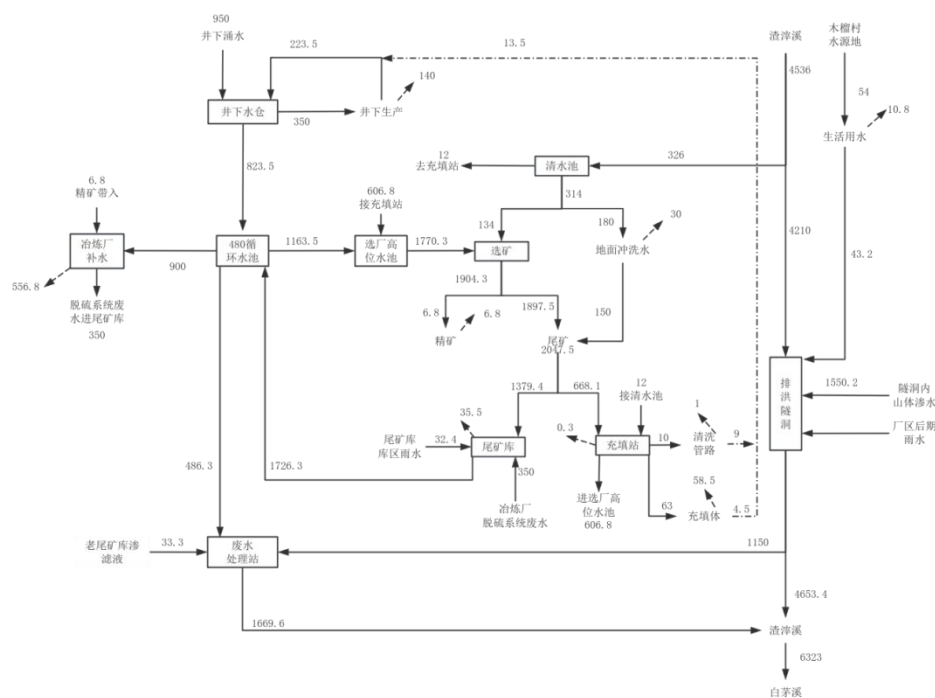 950
井下涌水
223.5
13.5
渣滓溪
木榴村
水源地
4536
140
54
10.8
井下水仓
350
井下生产
生活用水
12
去充填站
清水池
326
823.5
314
6.8
精矿带入
606.8
接充填站
134
180
30
4210
冶炼厂
补水
480循
环水池
1163.5
选厂高
位水池
1770.3
选矿
地面冲洗水
43.2
900
556.8
1904.3
脱硫系统废
水进尾矿库
350
6.8
6.8
1897.5
150
精矿
尾矿
2047.5
1379.4
668.1
12
接清水池
排洪隧洞
1550.2
隧洞内
山体渗水
35.5
0.3
1
尾矿库
库区雨水
32.4
尾矿库
充填站
10
清洗
管路
9
厂区后期
雨水
486.3
1726.3
350
58.5
冶炼厂
脱硫系统废水
进选厂高
位水池
606.8
63
充填体
4.5
老尾矿库渗
滤液
33.3
废水
处理站
1150
4653.4
1669.6
渣滓溪
6323
白茅溪